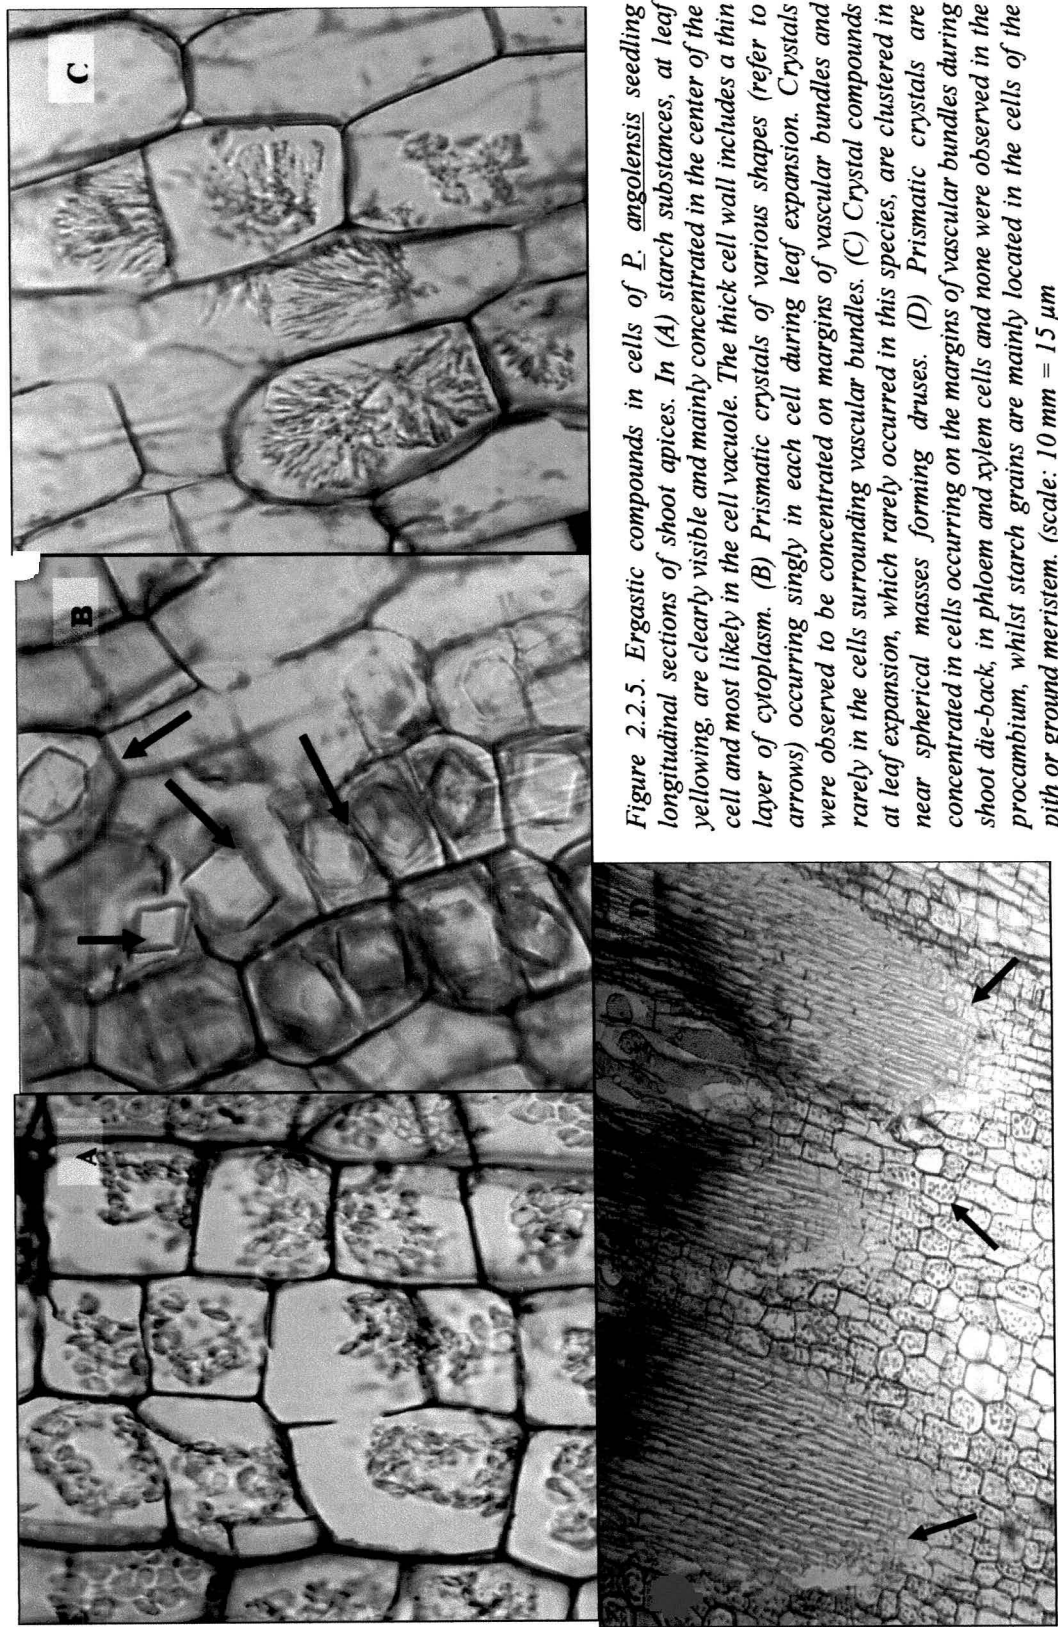 A
B
C
D
Figure 2.2.5. Ergastic compounds in cells of P. angolensis seedling
longitudinal sections of shoot apices. In (A) starch substances, at leaf
yellowing, are clearly visible and mainly concentrated in the center of the
cell and most likely in the cell vacuole. The thick cell wall includes a thin
layer of cytoplasm. (B) Prismatic crystals of various shapes (refer to
arrows) occurring singly in each cell during leaf expansion. Crystals
were observed to be concentrated on margins of vascular bundles and
rarely in the cells surrounding vascular bundles. (C) Crystal compounds
at leaf expansion, which rarely occurred in this species, are clustered in
near spherical masses forming druses. (D) Prismatic crystals are
concentrated in cells occurring on the margins of vascular bundles during
shoot die-back, in phloem and xylem cells and none were observed in the
procambium, whilst starch grains are mainly located in the cells of the
pith or ground meristem. (scale: 10 mm = 15 μm